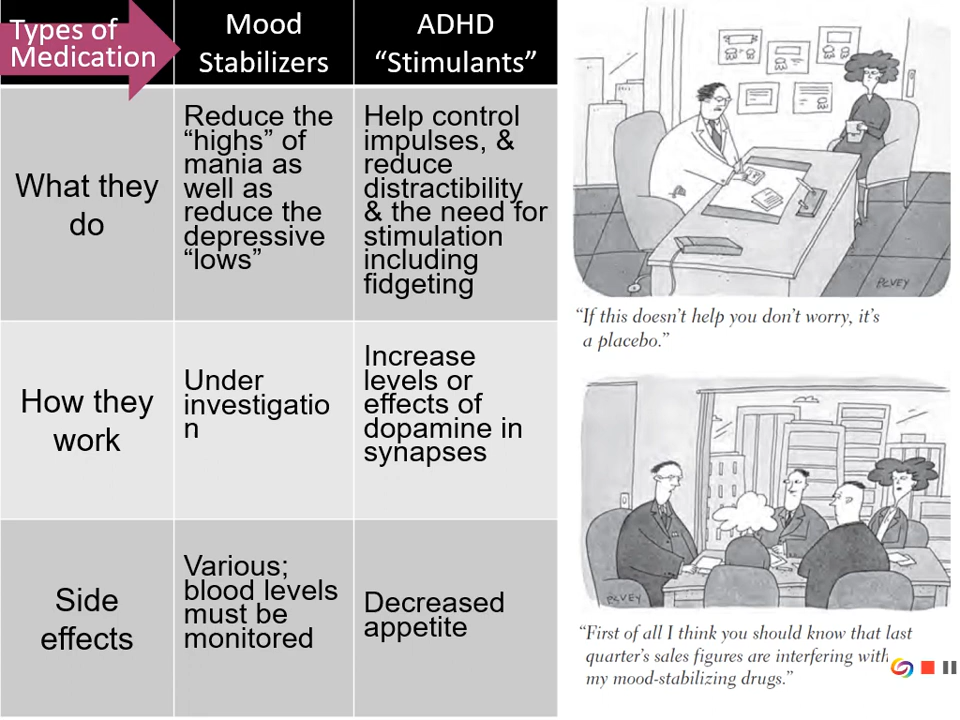 Types of
Medication
Mood
Stabilizers
ADHD
“Stimulants”
What they
do
Reduce the
“highs” of
mania as
well as
reduce the
depressive
“lows”
Help control
impulses, &
reduce
distractibility
& the need for
stimulation
including
fidgeting
How they
work
Under
investigatio
n
Increase
levels or
effects of
dopamine in
synapses
Side
effects
Various;
blood levels
must be
monitored
Decreased
appetite
BLVEY
“If this doesn’t help you don’t worry, it’s
a placebo.”
BLVEY
“First of all I think you should know that last
quarter’s sales figures are interfering with
my mood-stabilizing drugs.”